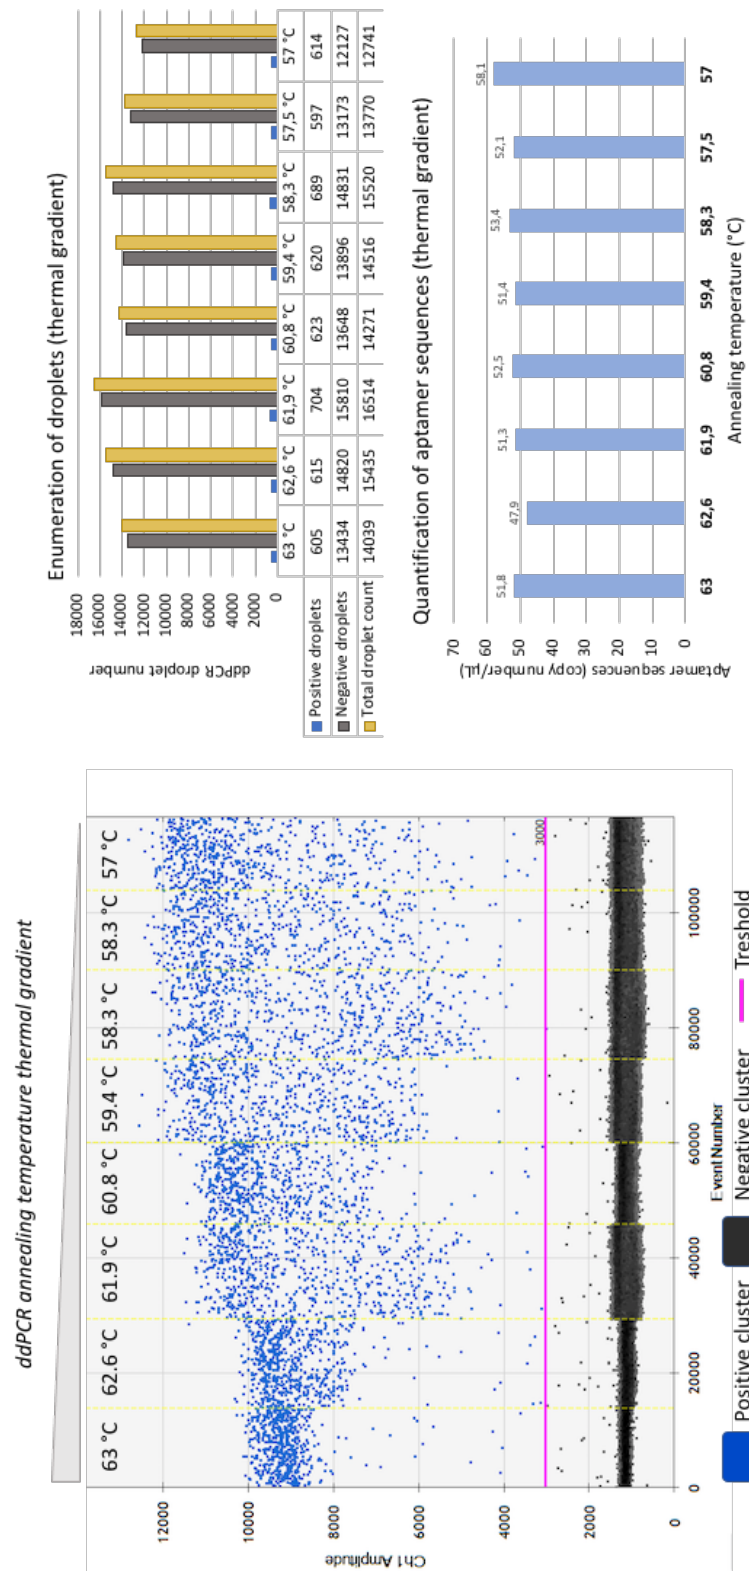 ddPCR annealing temperature thermal gradient
63 °C 62.6 °C 61.9 °C 60.8 °C 59.4 °C 58.3 °C 58.3 °C 57 °C
Ch1 Amplitude
12000
10000
8000
6000
4000
2000
0
3000
0 20000 40000 60000 80000 100000
Event Number
Positive cluster Negative cluster Treshold
Enumeration of droplets (thermal gradient)
ddPCR droplet number
18000
16000
14000
12000
10000
8000
6000
4000
2000
0
63 °C 62,6 °C 61,9 °C 60,8 °C 59,4 °C 58,3 °C 57,5 °C 57 °C
Positive droplets 605 615 704 623 620 689 597 614
Negative droplets 13434 14820 15810 13648 13896 14831 13173 12127
Total droplet count 14039 15435 16514 14271 14516 15520 13770 12741
Quantification of aptamer sequences (thermal gradient)
Aptamer sequences (copy number/µL)
70
60
50
40
30
20
10
0
51,8 47,9 51,3 52,5 51,4 53,4 52,1 58,1
63 62,6 61,9 60,8 59,4 58,3 57,5 57
Annealing temperature (°C)